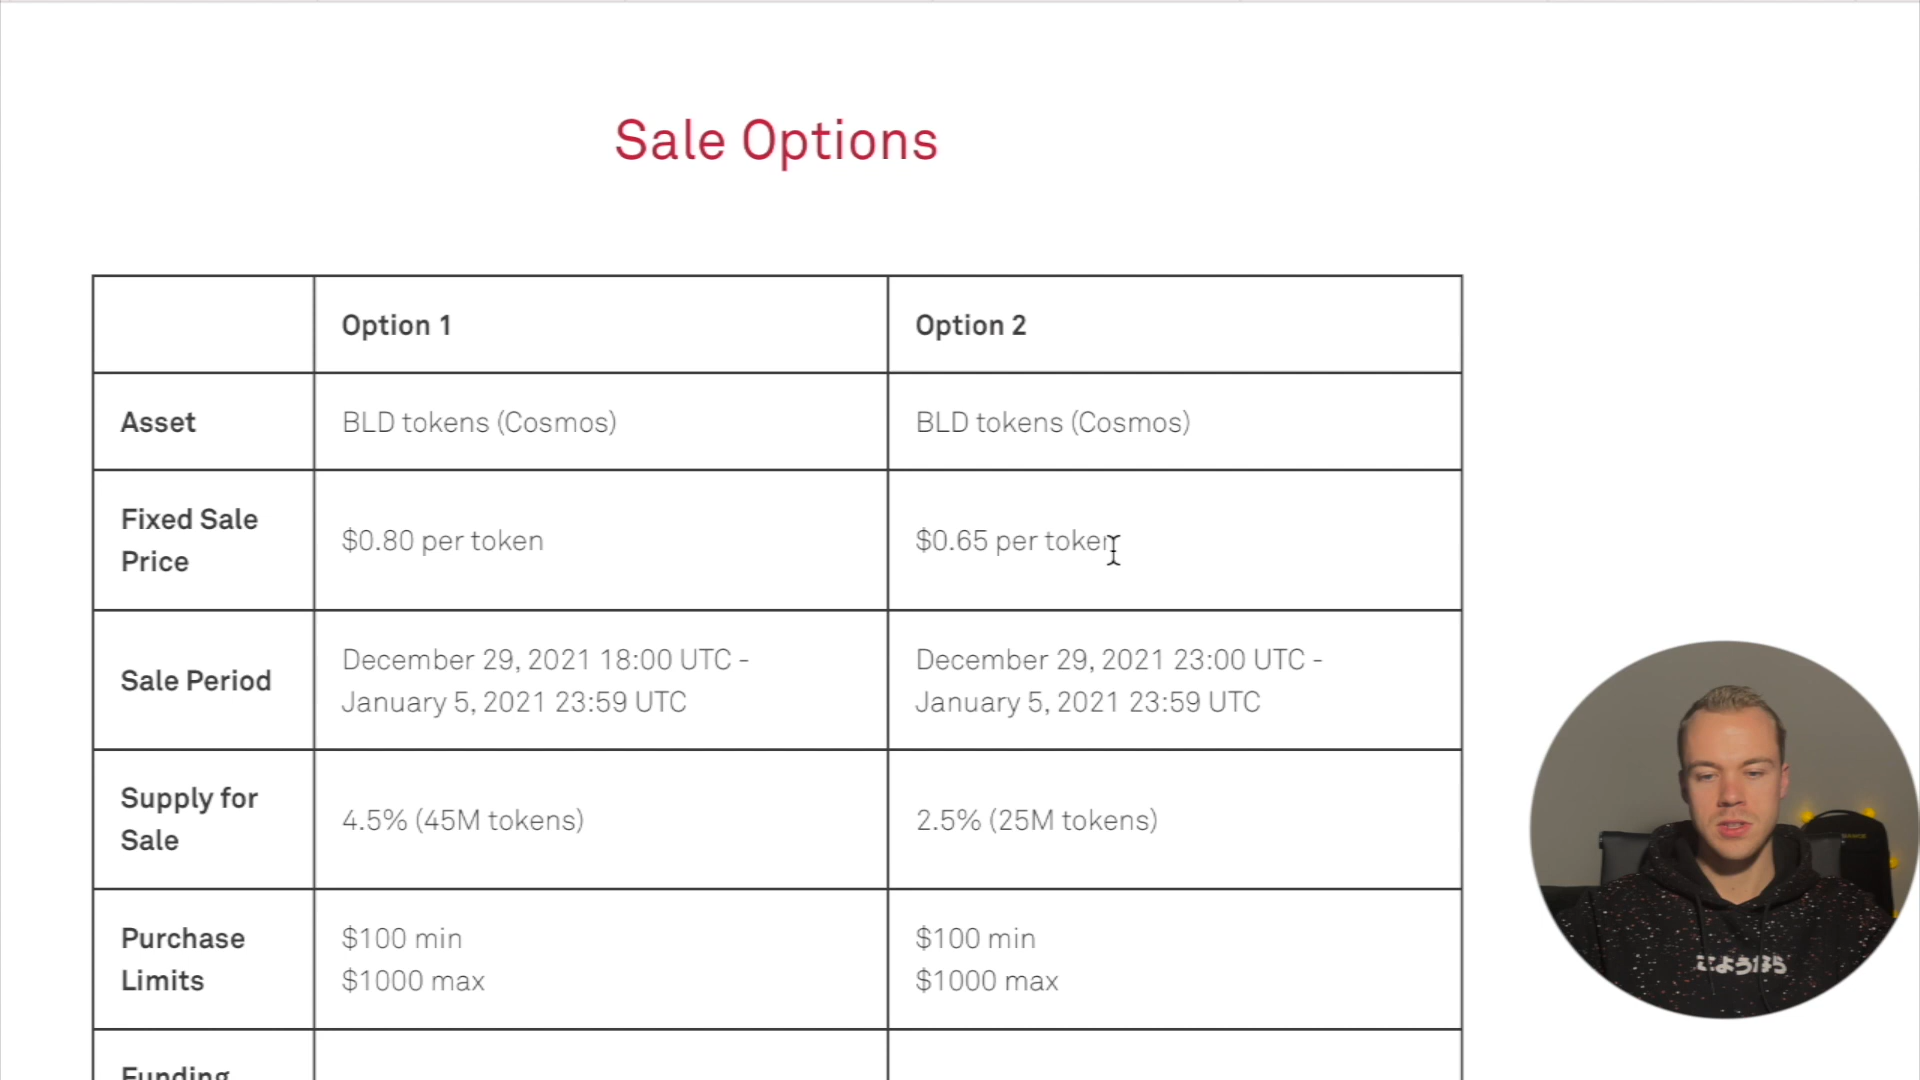 Sale Options
Option 1
Option 2
Asset
BLD tokens (Cosmos)
BLD tokens (Cosmos)
Fixed Sale
Price
$0.80 per token
$0.65 per token
Sale Period
December 29, 2021 18:00 UTC -
January 5, 2021 23:59 UTC
December 29, 2021 23:00 UTC -
January 5, 2021 23:59 UTC
Supply for
Sale
4.5% (45M tokens)
2.5% (25M tokens)
Purchase
Limits
$100 min
$1000 max
$100 min
$1000 max
Funding